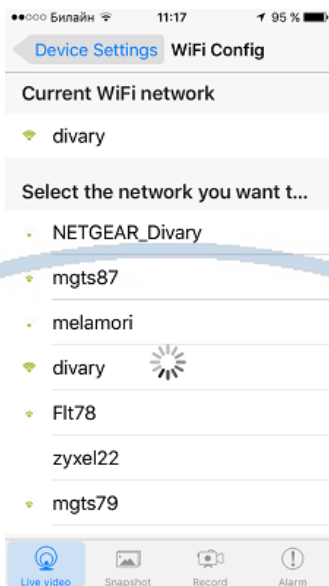 ●●○○○ Билайн 11:17 95 %
Device Settings WiFi Config
Current WiFi network
divary
Select the network you want t...
NETGEAR_Divary
mgts87
melamori
divary
Flt78
zyxel22
mgts79
Live video Snapshot Record Alarm